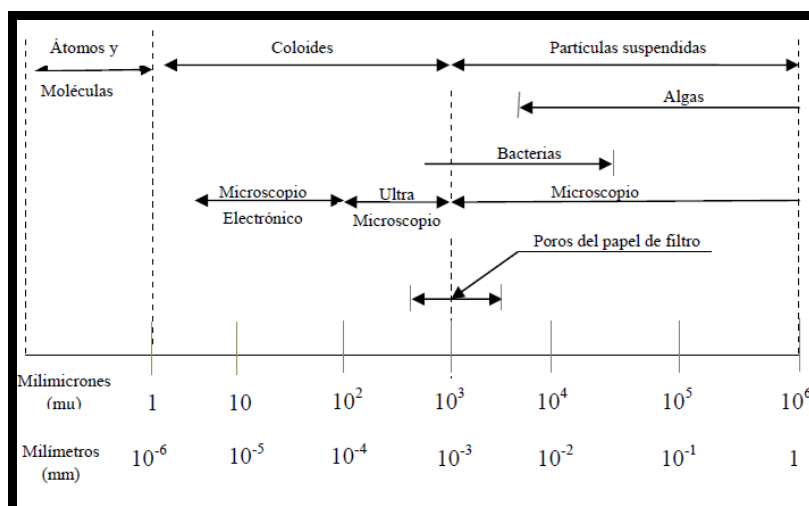 Átomos y
Moléculas
Coloides
Partículas suspendidas
Algas
Bacterias
Microscopio
Electrónico
Ultra
Microscopio
Microscopio
Poros del papel de filtro
Milimicrones
(mu)
1 10 10² 10³ 10⁴ 10⁵ 10⁶
Milímetros
(mm)
10⁻⁶ 10⁻⁵ 10⁻⁴ 10⁻³ 10⁻² 10⁻¹ 1